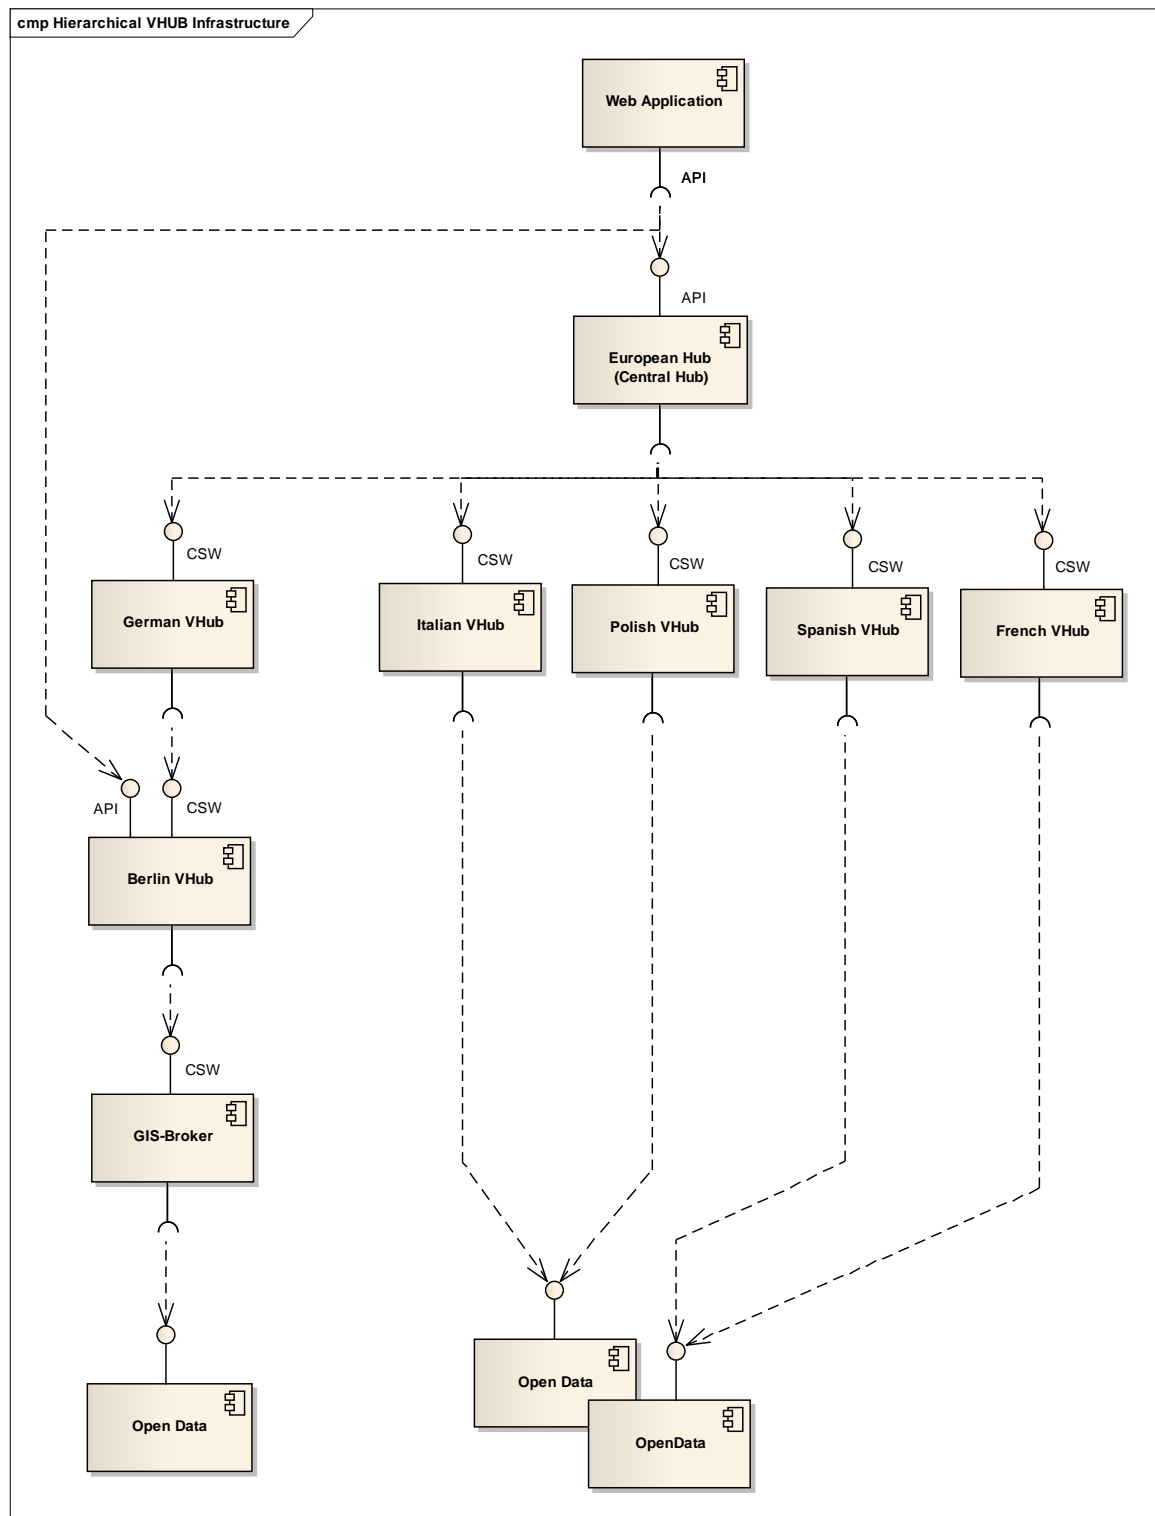 cmp Hierarchical VHUB Infrastructure
Web Application
API
API
European Hub
(Central Hub)
CSW
CSW
CSW
CSW
CSW
German VHub
Italian VHub
Polish VHub
Spanish VHub
French VHub
API
CSW
Berlin VHub
CSW
GIS-Broker
Open Data
Open Data
OpenData